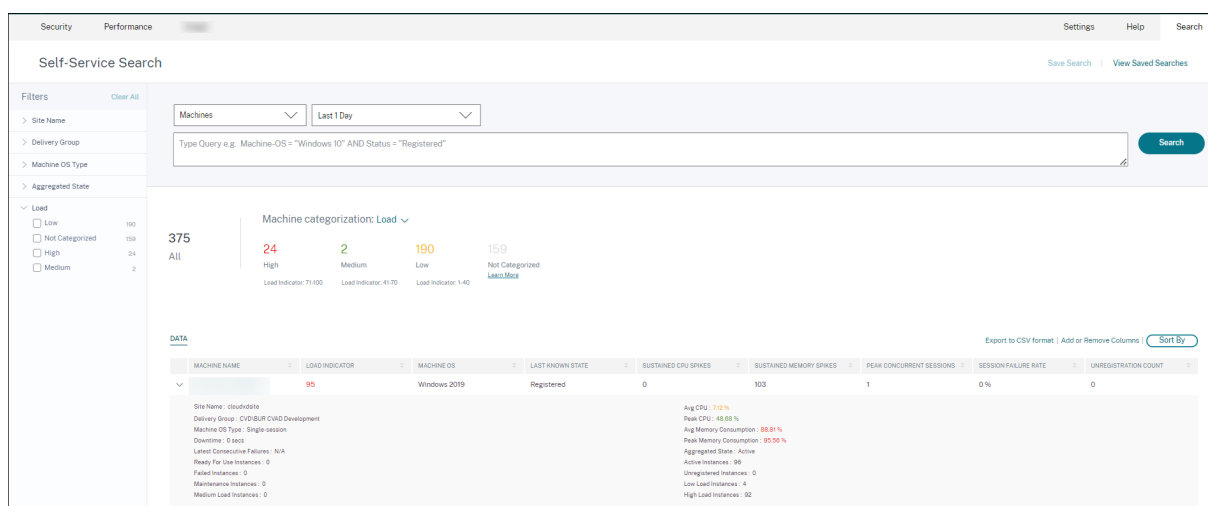 Security Performance
Settings Help Search
Self-Service Search
Save Search | View Saved Searches
Filters Clear All
Site Name
Delivery Group
Machine OS Type
Aggregated State
Load
Low 190
Not Categorized 159
High 24
Medium 2
Machines Last 1 Day
Type Query e.g. Machine-OS = "Windows 10" AND Status = "Registered"
Search
Machine categorization: Load
375
All
24 2 190 159
High Medium Low Not Categorized
Learn More
Load Indicator: 71-100 Load Indicator: 41-70 Load Indicator: 1-40
DATA
Export to CSV format | Add or Remove Columns | Sort By
MACHINE NAME LOAD INDICATOR MACHINE OS LAST KNOWN STATE SUSTAINED CPU SPIKES SUSTAINED MEMORY SPIKES PEAK CONCURRENT SESSIONS SESSION FAILURE RATE UNREGISTRATION COUNT
95 Windows 2019 Registered 0 103 1 0 % 0
Site Name : cloudxdsite
Delivery Group : CVD\BUR CVAD Development
Machine OS Type : Single-session
Downtime : 0 secs
Latest Consecutive Failures : N/A
Ready For Use Instances : 0
Failed Instances : 0
Maintenance Instances : 0
Medium Load Instances : 0
Avg CPU : 7.12 %
Peak CPU : 48.68 %
Avg Memory Consumption : 88.81 %
Peak Memory Consumption : 95.56 %
Aggregated State : Active
Active Instances : 96
Unregistered Instances : 0
Low Load Instances : 4
High Load Instances : 92